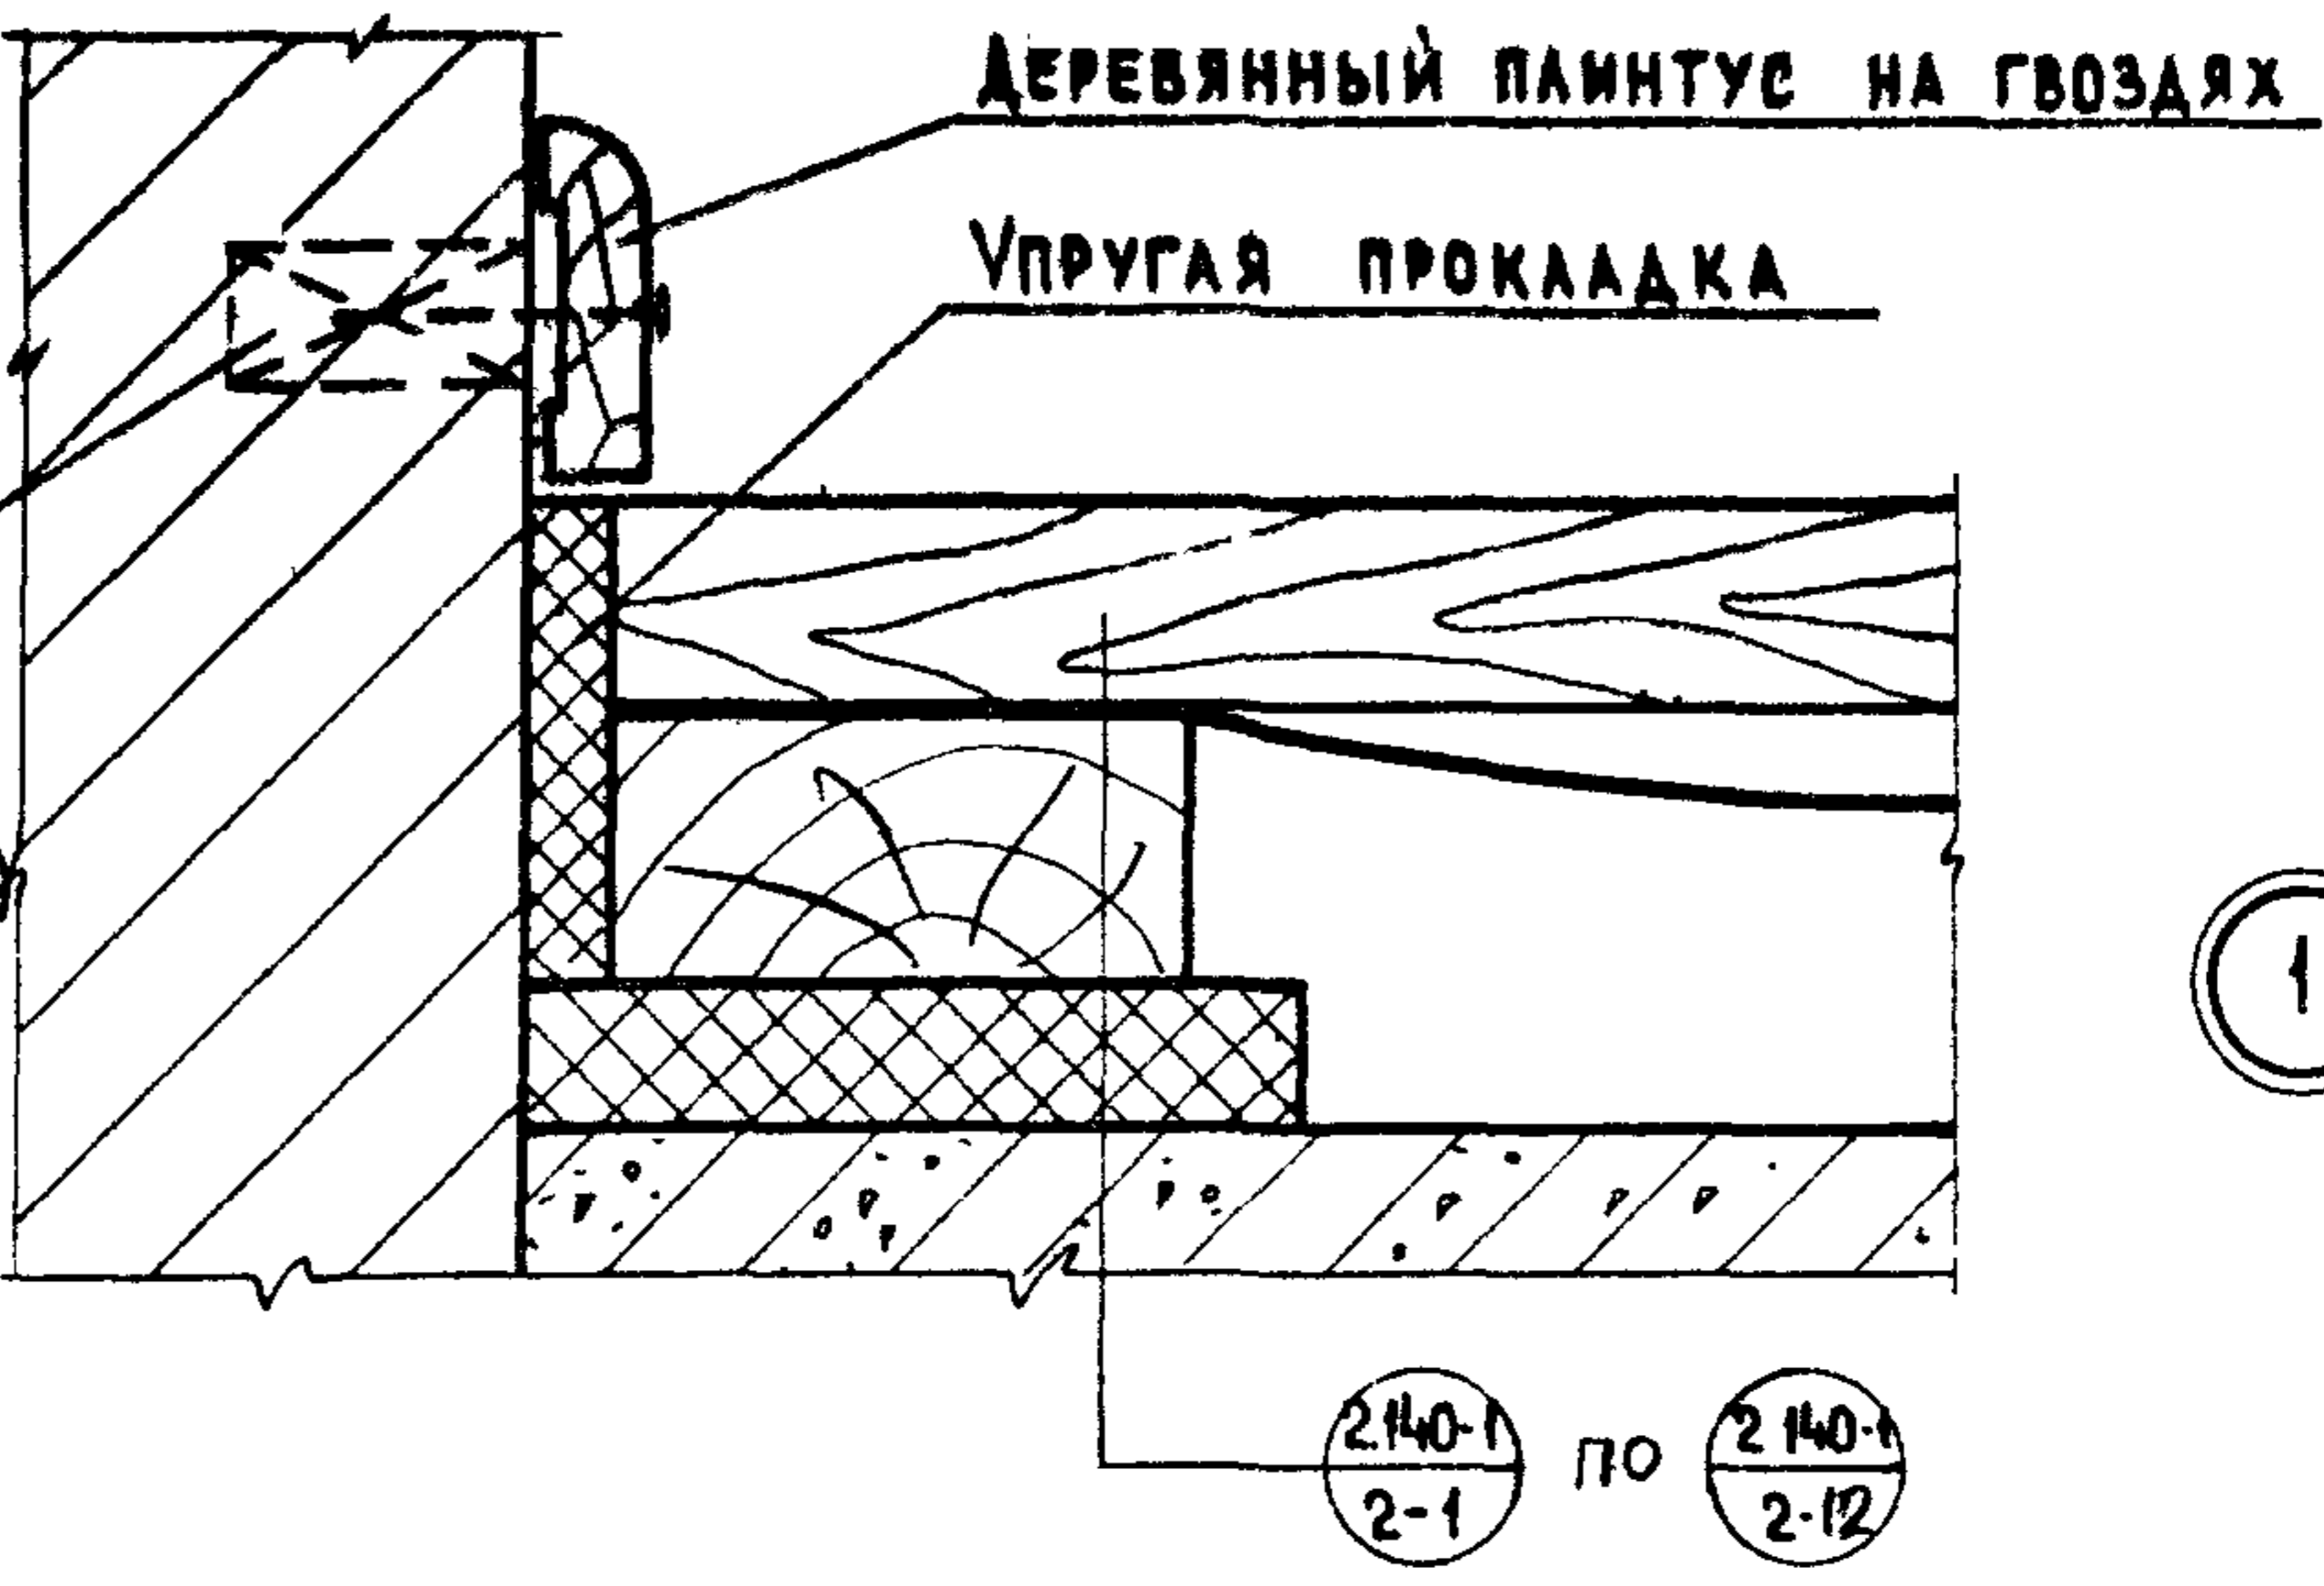 Деревянный плинтус на гвоздях
Упругая прокладка
1
2.140-1 по 2.140-1
2-1 2-12